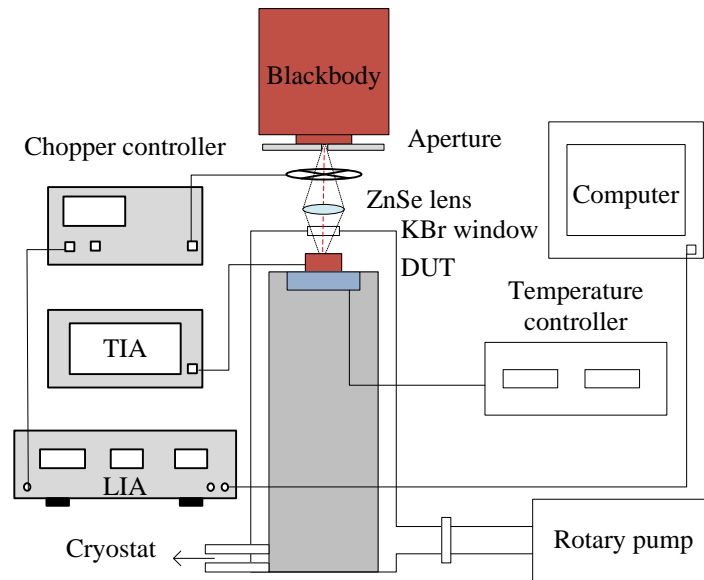 Blackbody
Aperture
Chopper controller
ZnSe lens
KBr window
DUT
Computer
Temperature
controller
TIA
LIA
Cryostat
Rotary pump